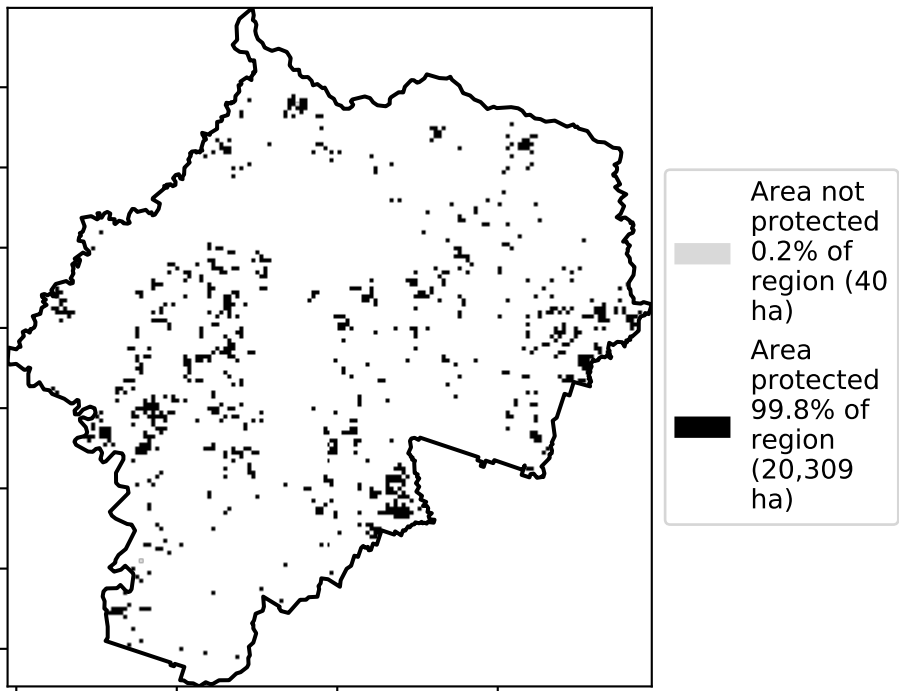 Area not
protected
0.2% of
region (40
ha)
Area
protected
99.8% of
region
(20,309
ha)